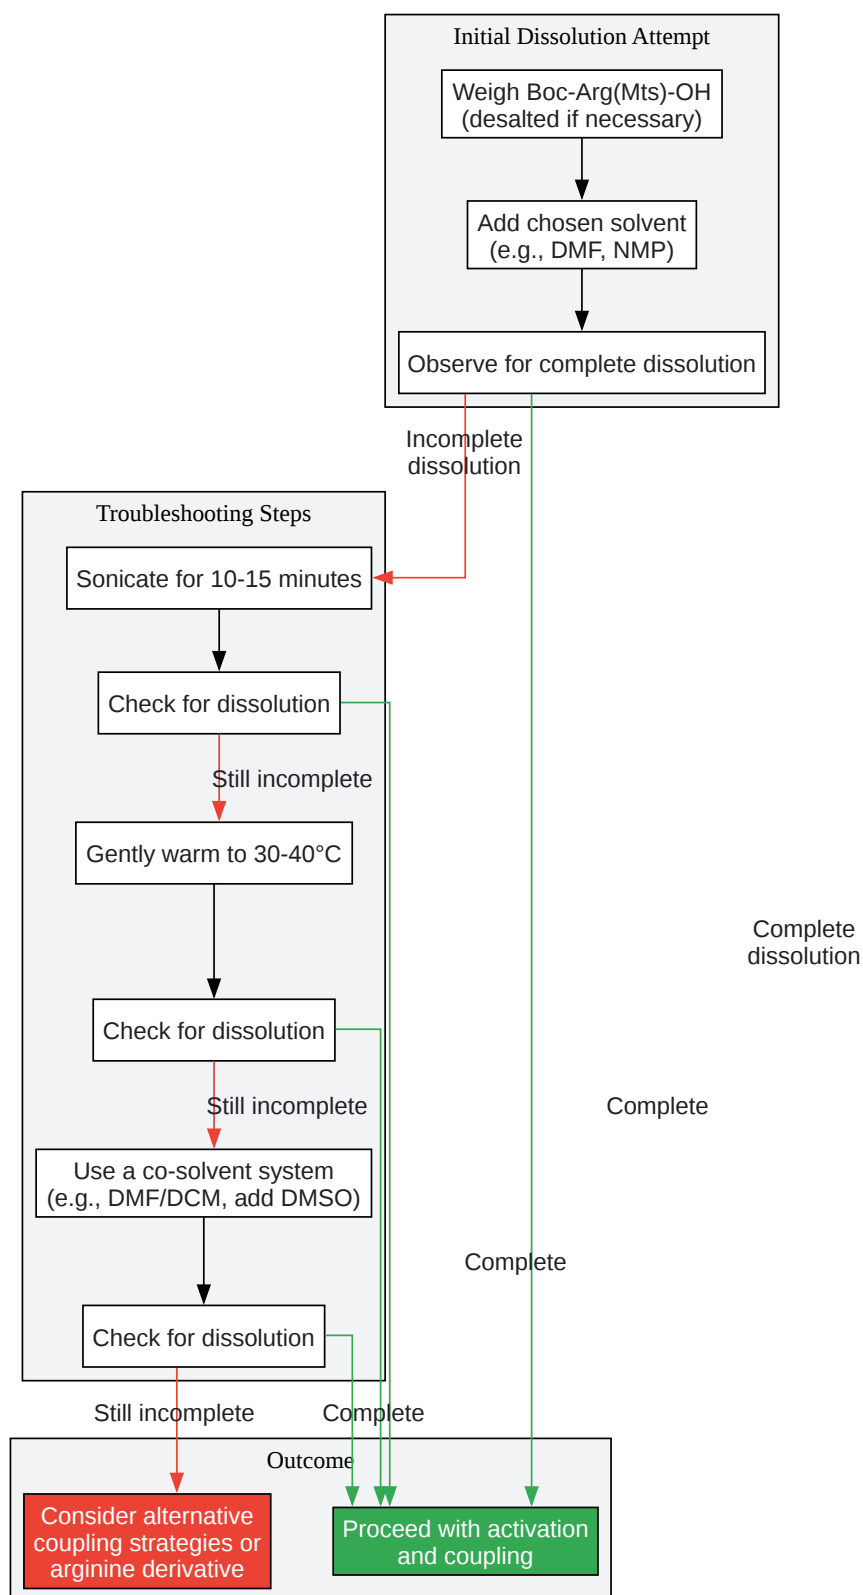 Initial Dissolution Attempt
Weigh Boc-Arg(Mts)-OH
(desalted if necessary)
Add chosen solvent
(e.g., DMF, NMP)
Observe for complete dissolution
Incomplete
dissolution
Troubleshooting Steps
Sonicate for 10-15 minutes
Check for dissolution
Still incomplete
Gently warm to 30-40°C
Complete
dissolution
Check for dissolution
Still incomplete
Complete
Use a co-solvent system
(e.g., DMF/DCM, add DMSO)
Complete
Check for dissolution
Still incomplete
Complete
Outcome
Consider alternative
coupling strategies or
arginine derivative
Proceed with activation
and coupling